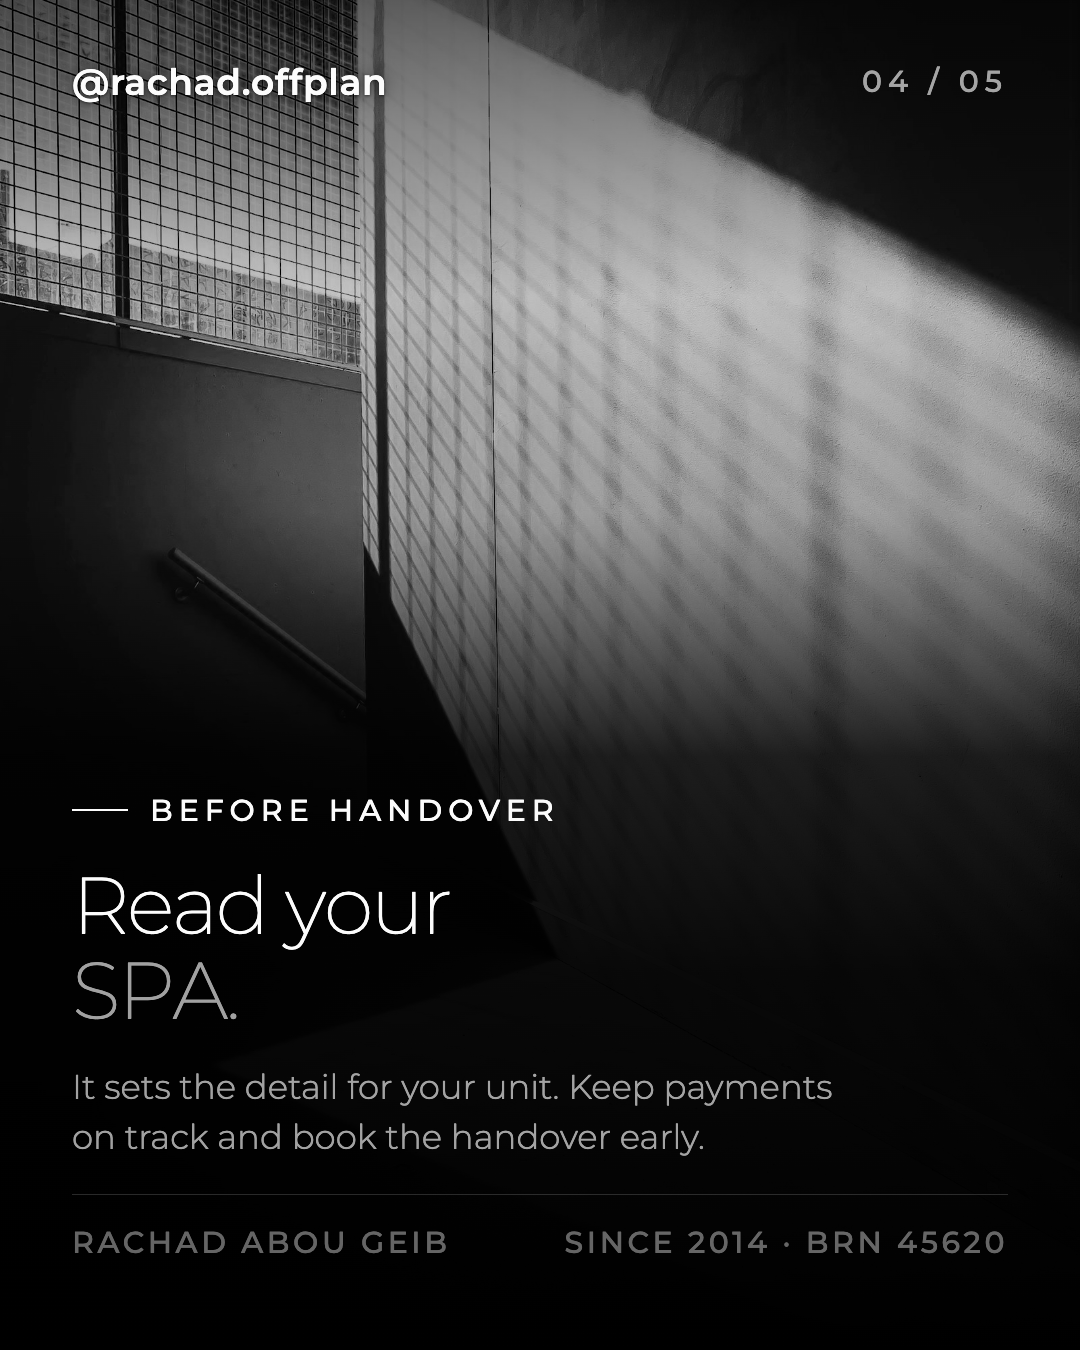 @rachad.offplan
04 / 05
BEFORE HANDOVER
Read your
SPA.
It sets the detail for your unit. Keep payments
on track and book the handover early.
RACHAD ABOU GEIB
SINCE 2014 · BRN 45620